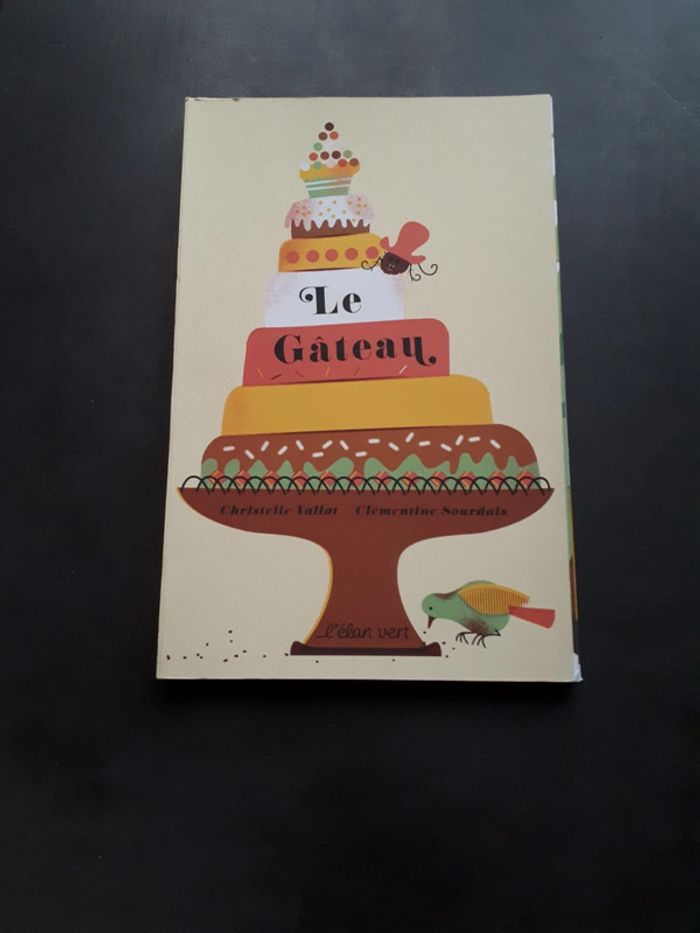 Le
Gâteau
Christelle Vallat Clémentine Sourdais
l'élan vert